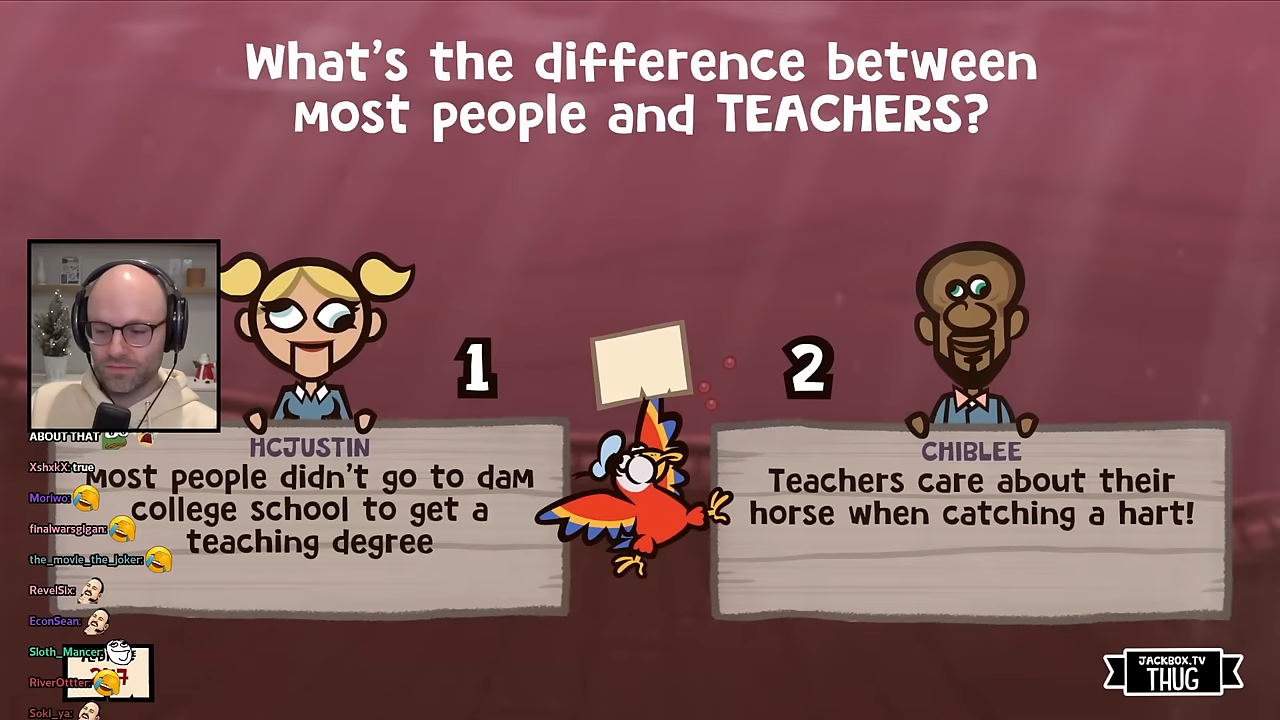 What's the difference between
most people and TEACHERS?
1
2
HCJUSTIN
Most people didn't go to dam
college school to get a
teaching degree
CHIBLEE
Teachers care about their
horse when catching a hart!
ABOUT THAT
XshxkX: true
Moriwo:
finalwarsgigan:
the_movie_the_joker:
RevelSix:
EconSean:
Sloth_Mancer:
RiverOttter:
Soki_ya:
JACKBOX.TV
THUG